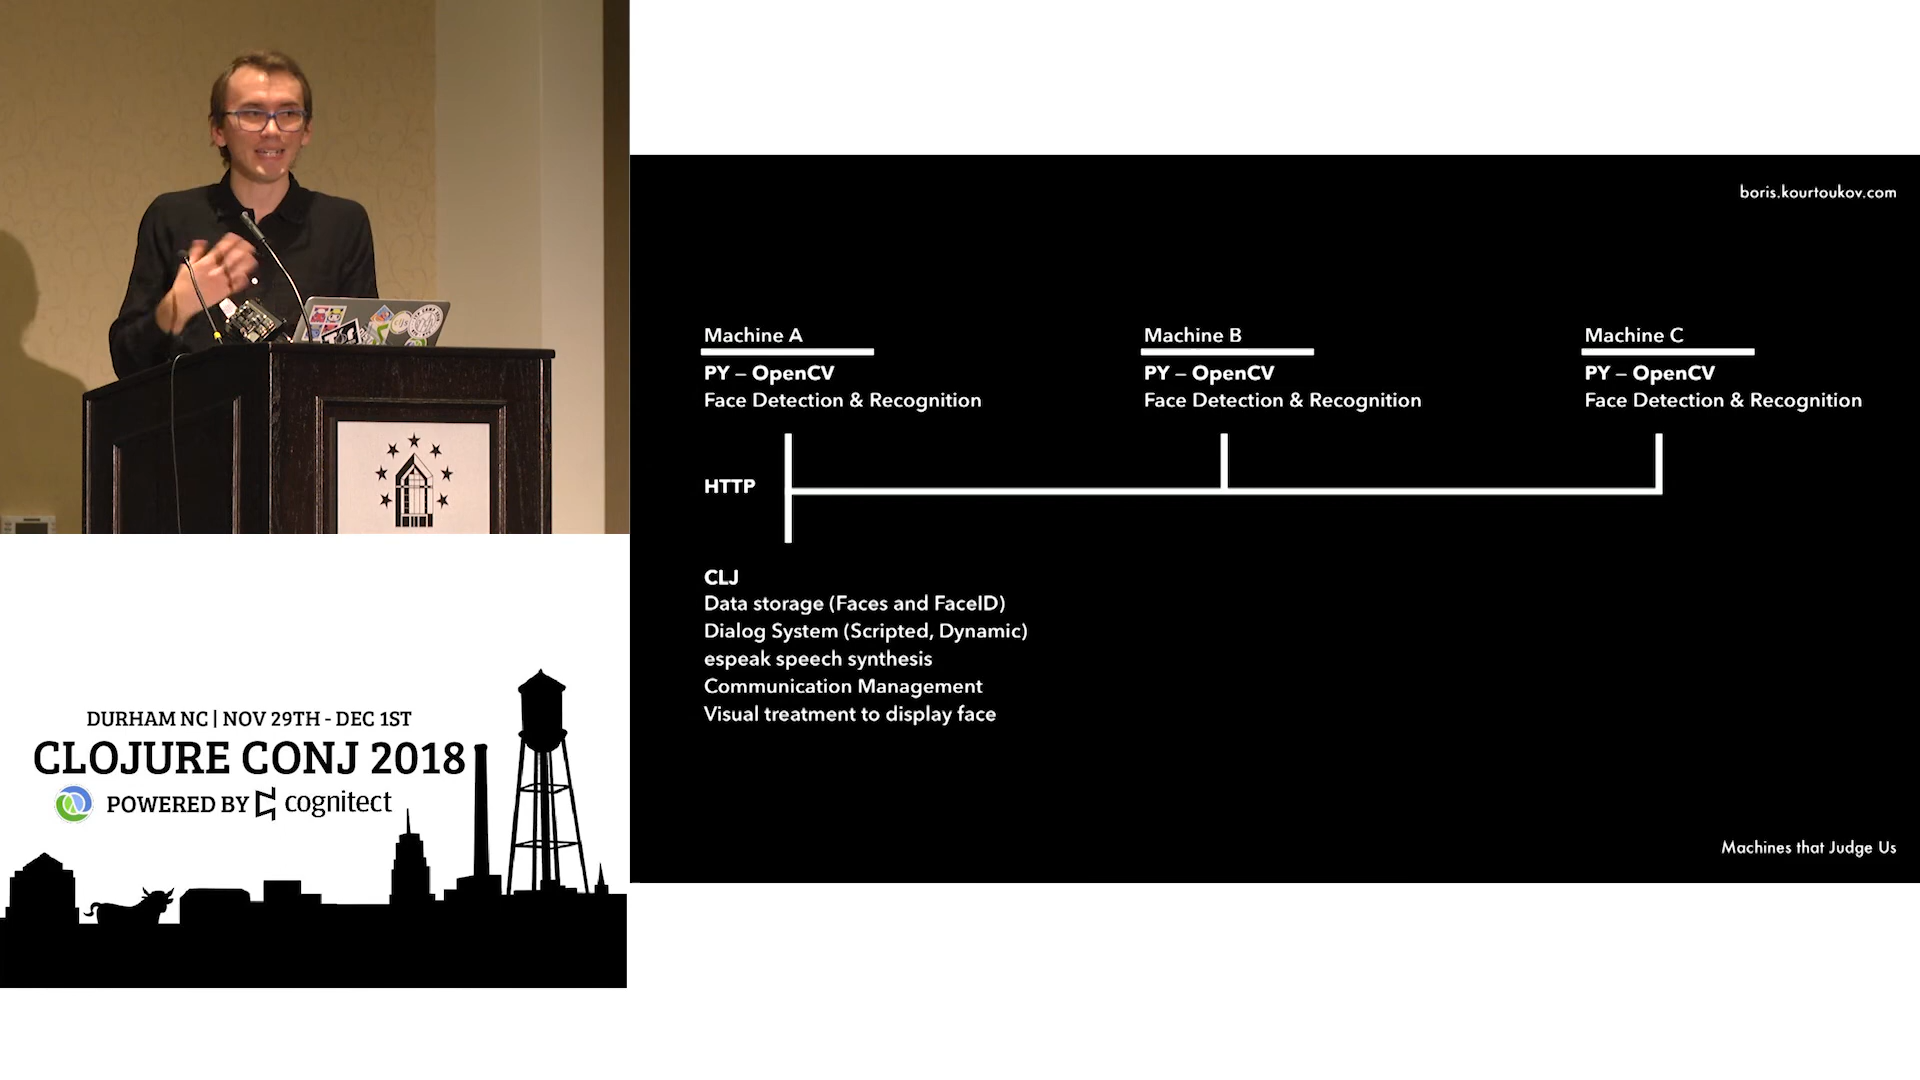 boris.kourtoukov.com
Machine A
PY – OpenCV
Face Detection & Recognition
Machine B
PY – OpenCV
Face Detection & Recognition
Machine C
PY – OpenCV
Face Detection & Recognition
HTTP
CLJ
Data storage (Faces and FaceID)
Dialog System (Scripted, Dynamic)
espeak speech synthesis
Communication Management
Visual treatment to display face
Machines that Judge Us
DURHAM NC | NOV 29TH - DEC 1ST
CLOJURE CONJ 2018
POWERED BY cognitect